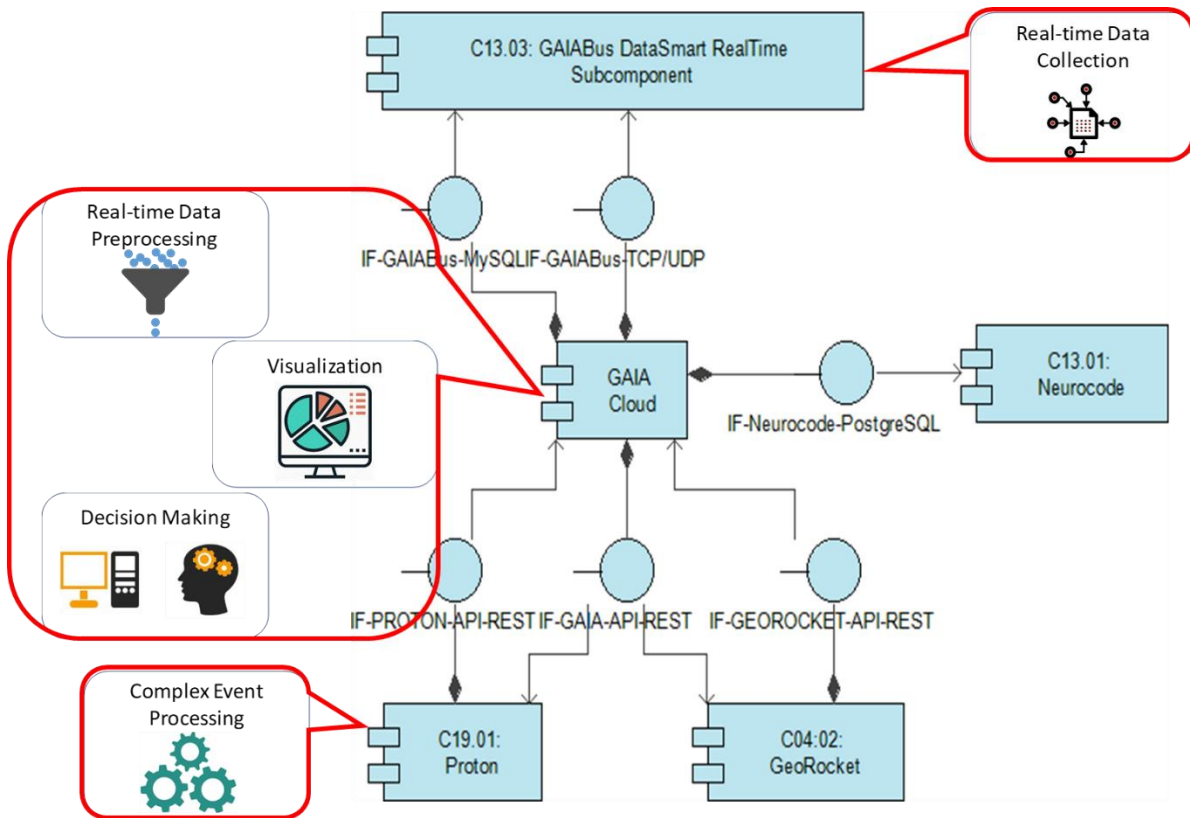 C13.03: GAIABus DataSmart RealTime
Subcomponent
Real-time Data
Collection
Real-time Data
Preprocessing
IF-GAIABus-MySQL
IF-GAIABus-TCP/UDP
Visualization
GAIA
Cloud
C13.01:
Neurocode
IF-Neurocode-PostgreSQL
Decision Making
IF-PROTON-API-REST
IF-GAIA-API-REST
IF-GEOROCKET-API-REST
Complex Event
Processing
C19.01:
Proton
C04:02:
GeoRocket